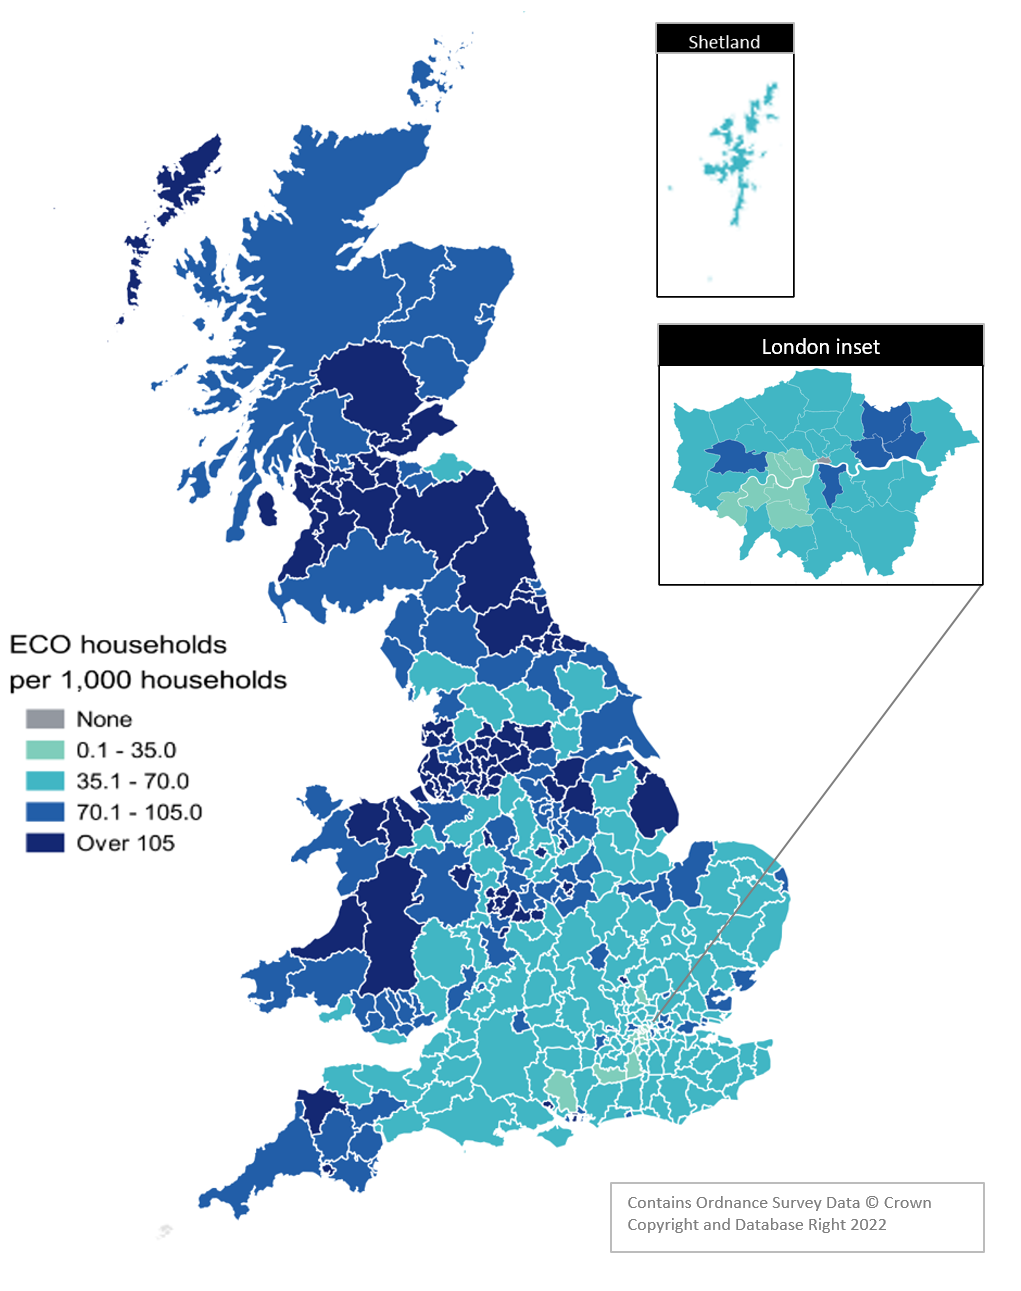 Shetland
London inset
ECO households
per 1,000 households
None
0.1 - 35.0
35.1 - 70.0
70.1 - 105.0
Over 105
Contains Ordnance Survey Data © Crown
Copyright and Database Right 2022